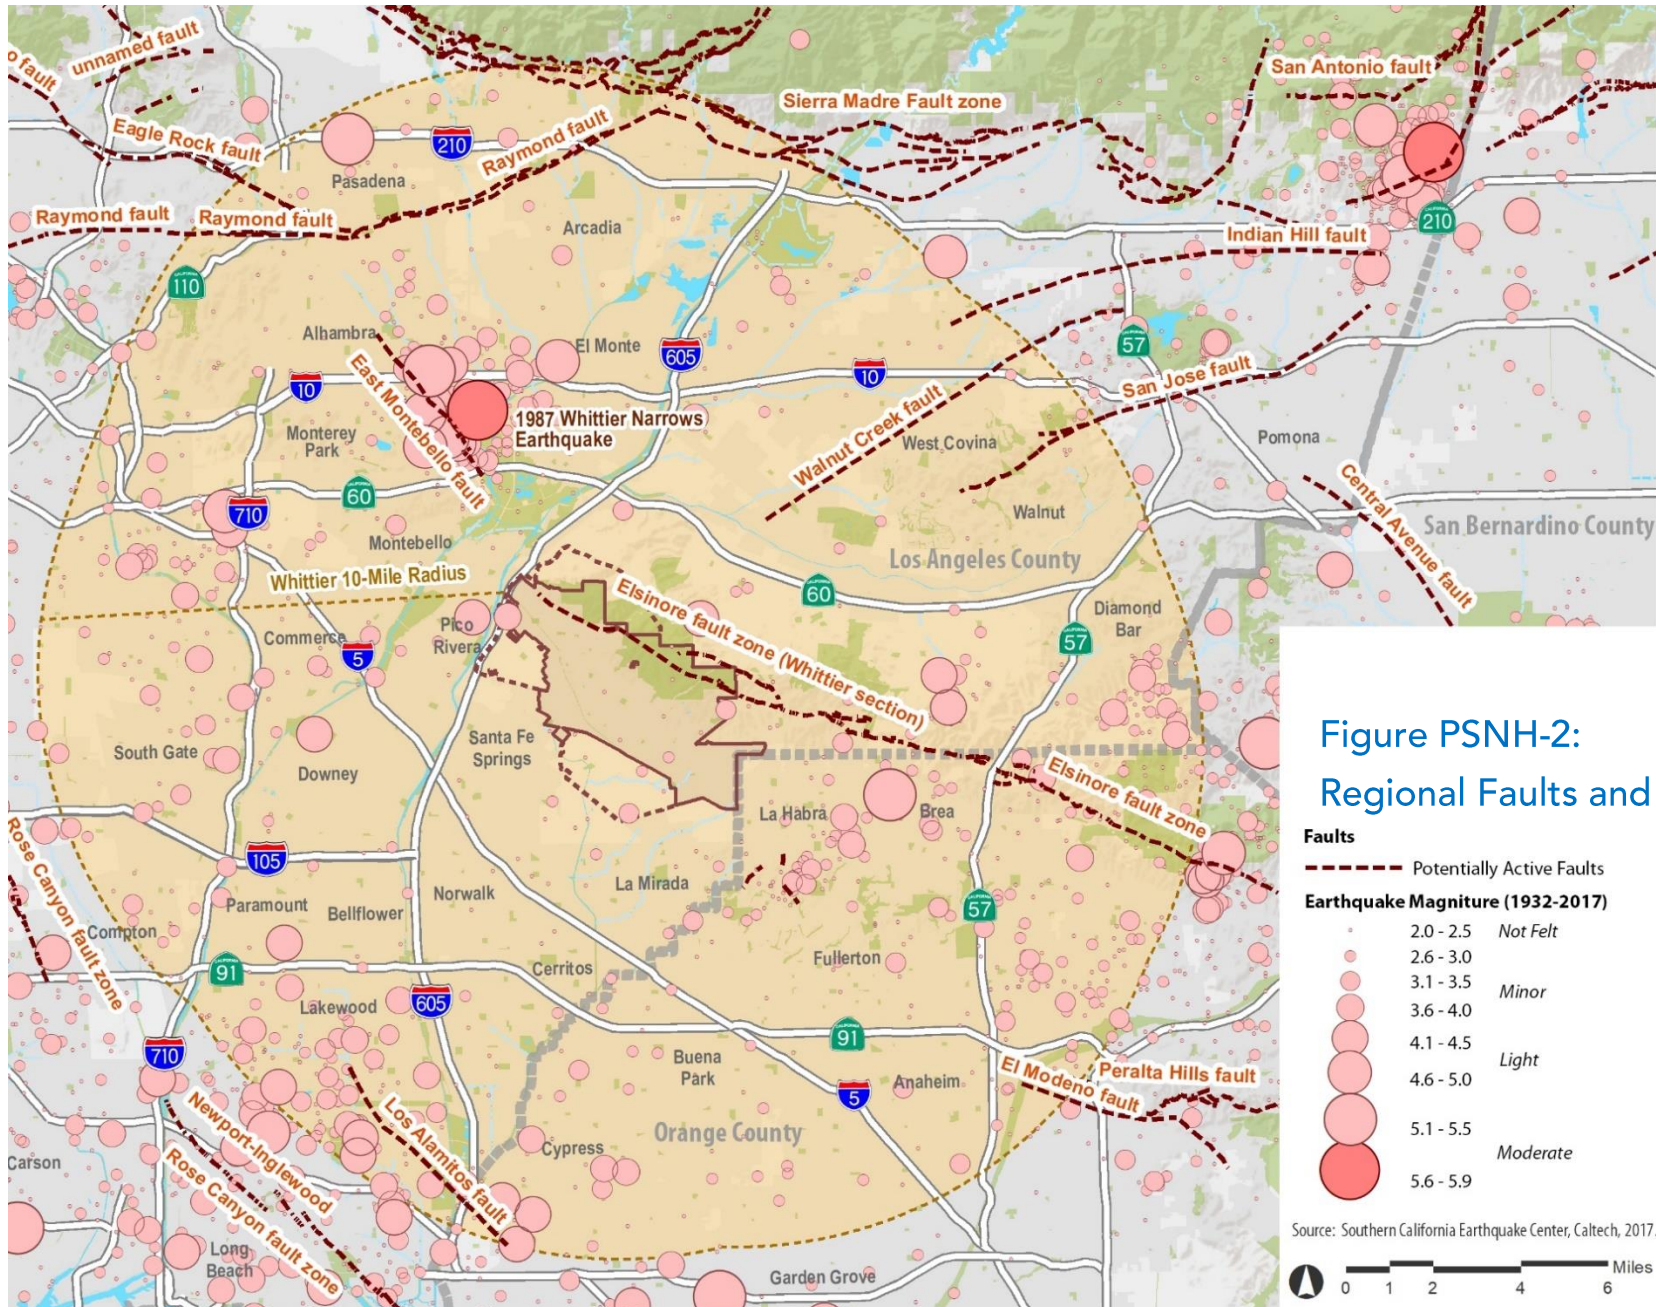 o fault
unnamed fault
San Antonio fault
Sierra Madre Fault zone
Eagle Rock fault
210
Raymond fault
Pasadena
Raymond fault
Raymond fault
Arcadia
CALIFORNIA
210
Indian Hill fault
CALIFORNIA
110
Alhambra
El Monte
605
CALIFORNIA
57
10
10
San Jose fault
East Montebello fault
1987 Whittier Narrows
Earthquake
Walnut Creek fault
Monterey
Park
West Covina
Pomona
CALIFORNIA
60
710
Central Avenue fault
Walnut
San Bernardino County
Montebello
Los Angeles County
Whittier 10-Mile Radius
CALIFORNIA
60
Elsinore fault zone (Whittier section)
Diamond
Bar
Commerce
Pico
Rivera
CALIFORNIA
57
5
South Gate
Santa Fe
Springs
Downey
Elsinore fault zone
La Habra
Brea
Rose Canyon fault zone
105
La Mirada
Norwalk
Paramount
Bellflower
CALIFORNIA
57
Compton
Fullerton
CALIFORNIA
91
Cerritos
Lakewood
605
CALIFORNIA
91
710
Buena
Park
Anaheim
El Modeno fault
Peralta Hills fault
5
Newport-Inglewood
Rose Canyon fault zone
Los Alamitos fault
Orange County
Cypress
Carson
Long
Beach
Garden Grove
Figure PSNH-2:
Regional Faults and
Faults
Potentially Active Faults
Earthquake Magniture (1932-2017)
2.0 - 2.5 Not Felt
2.6 - 3.0
3.1 - 3.5
Minor
3.6 - 4.0
4.1 - 4.5
Light
4.6 - 5.0
5.1 - 5.5
Moderate
5.6 - 5.9
Source: Southern California Earthquake Center, Caltech, 2017.
0 1 2 4 6 Miles